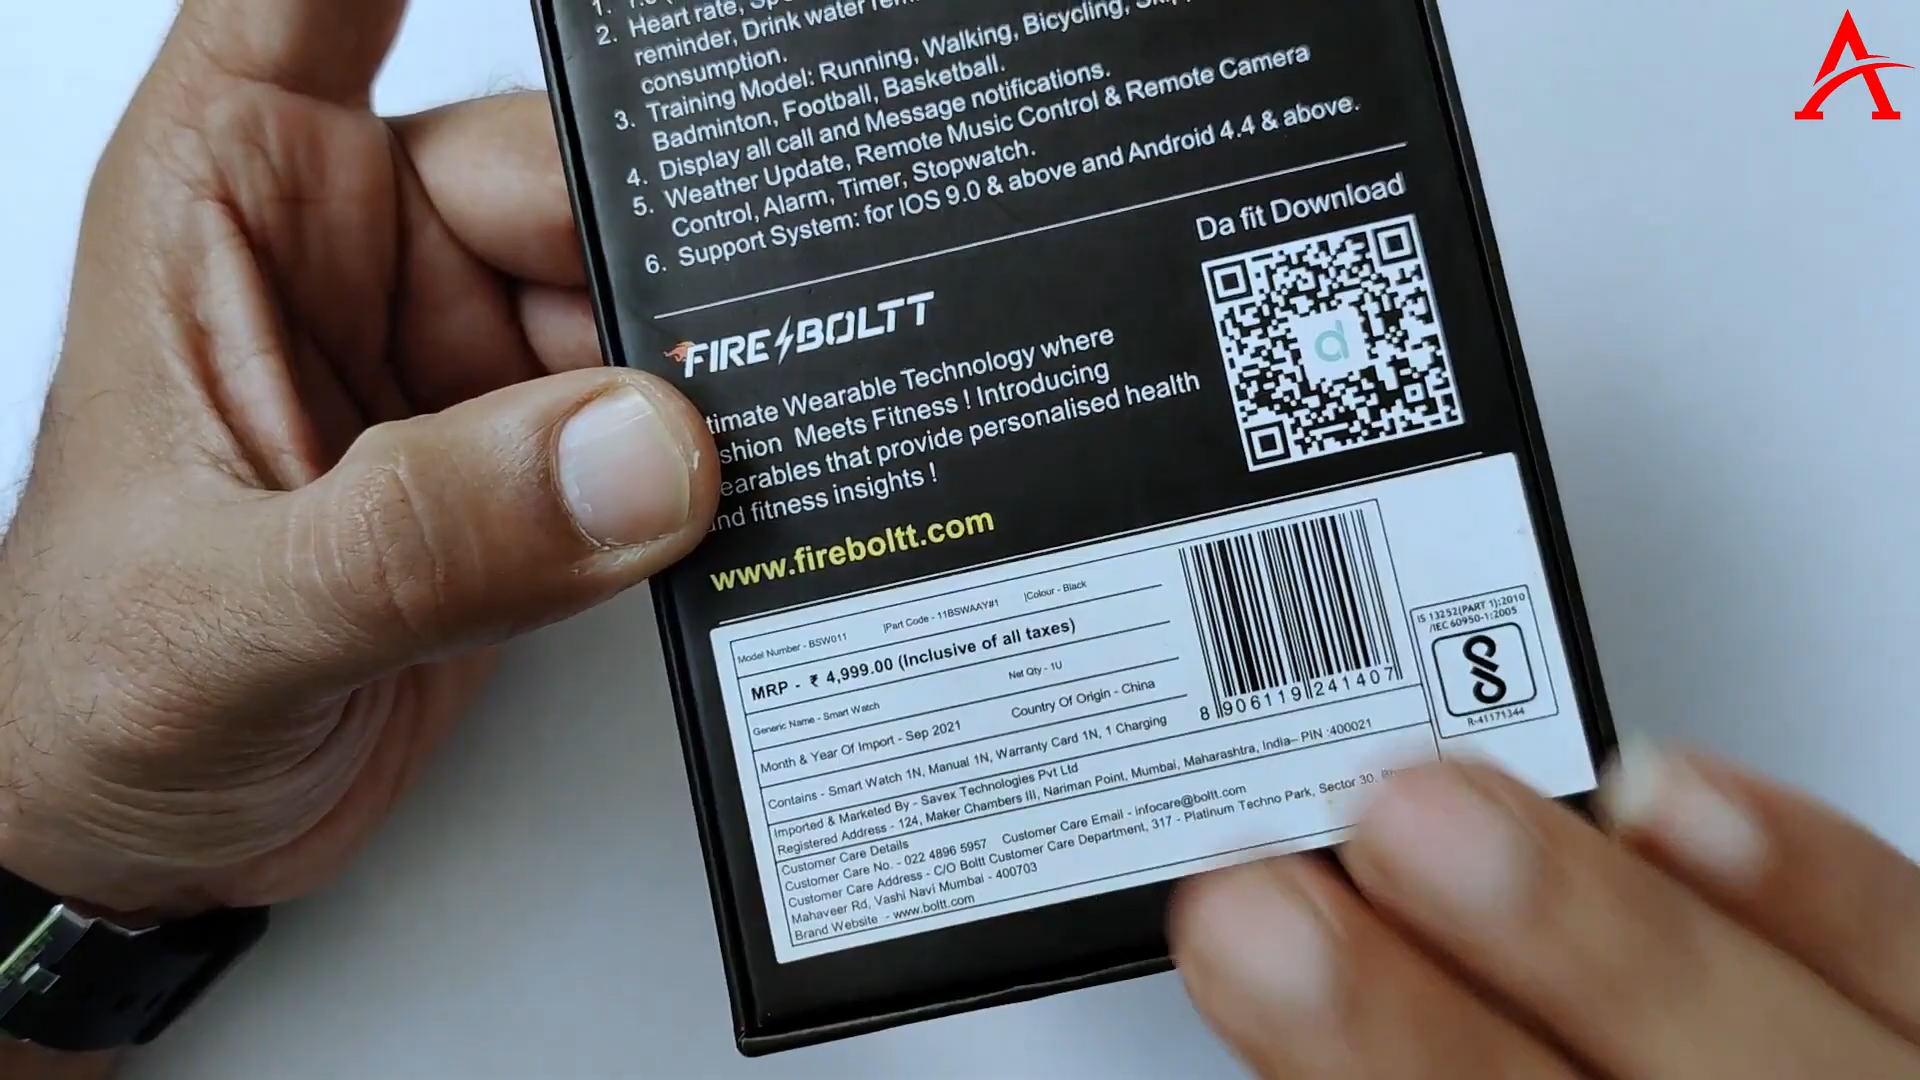 2. Heart rate,
reminder, Drink water
consumption.
3. Training Model: Running, Walking, Bicycling,
Badminton, Football, Basketball.
4. Display all call and Message notifications.
5. Weather Update, Remote Music Control & Remote Camera
Control, Alarm, Timer, Stopwatch.
6. Support System: for IOS 9.0 & above and Android 4.4 & above.
Da fit Download
FIRE BOLTT
timate Wearable Technology where
shion Meets Fitness ! Introducing
earables that provide personalised health
nd fitness insights !
www.fireboltt.com
Model Number - BSW011 |Part Code - 11BSWAAY#1 |Colour - Black
MRP - ₹ 4,999.00 (Inclusive of all taxes)
Generic Name - Smart Watch Net Qty - 1U
Month & Year Of Import - Sep 2021 Country Of Origin - China
Contains - Smart Watch 1N, Manual 1N, Warranty Card 1N, 1 Charging
Imported & Marketed By - Savex Technologies Pvt Ltd
Registered Address - 124, Maker Chambers III, Nariman Point, Mumbai, Maharashtra, India– PIN :400021
Customer Care Details
Customer Care No. - 022 4896 5957 Customer Care Email - infocare@boltt.com
Customer Care Address - C/O Boltt Customer Care Department, 317 - Platinum Techno Park, Sector 30,
Mahaveer Rd, Vashi Navi Mumbai - 400703
Brand Website - www.boltt.com
8 906119 241407
IS 13252(PART 1):2010
/IEC 60950-1:2005
R-41171344